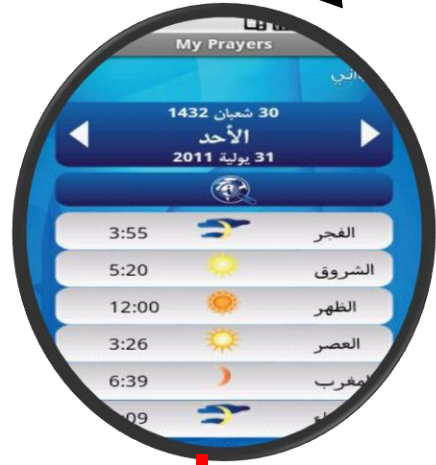 My Prayers
30 شعبان 1432
الأحد
31 يولية 2011
الفجر 3:55
الشروق 5:20
الظهر 12:00
العصر 3:26
المغرب 6:39